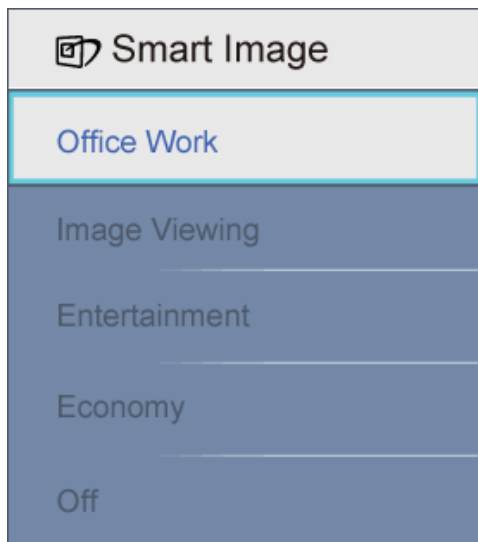 Smart Image
Office Work
Image Viewing
Entertainment
Economy
Off